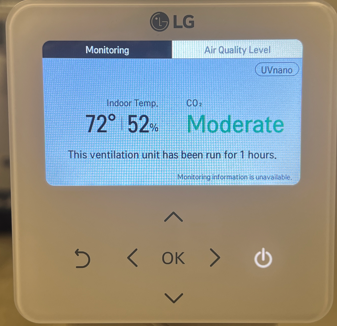 LG
Monitoring Air Quality Level
UVnano
Indoor Temp. CO₂
72° 52% Moderate
This ventilation unit has been run for 1 hours.
Monitoring information is unavailable.
OK